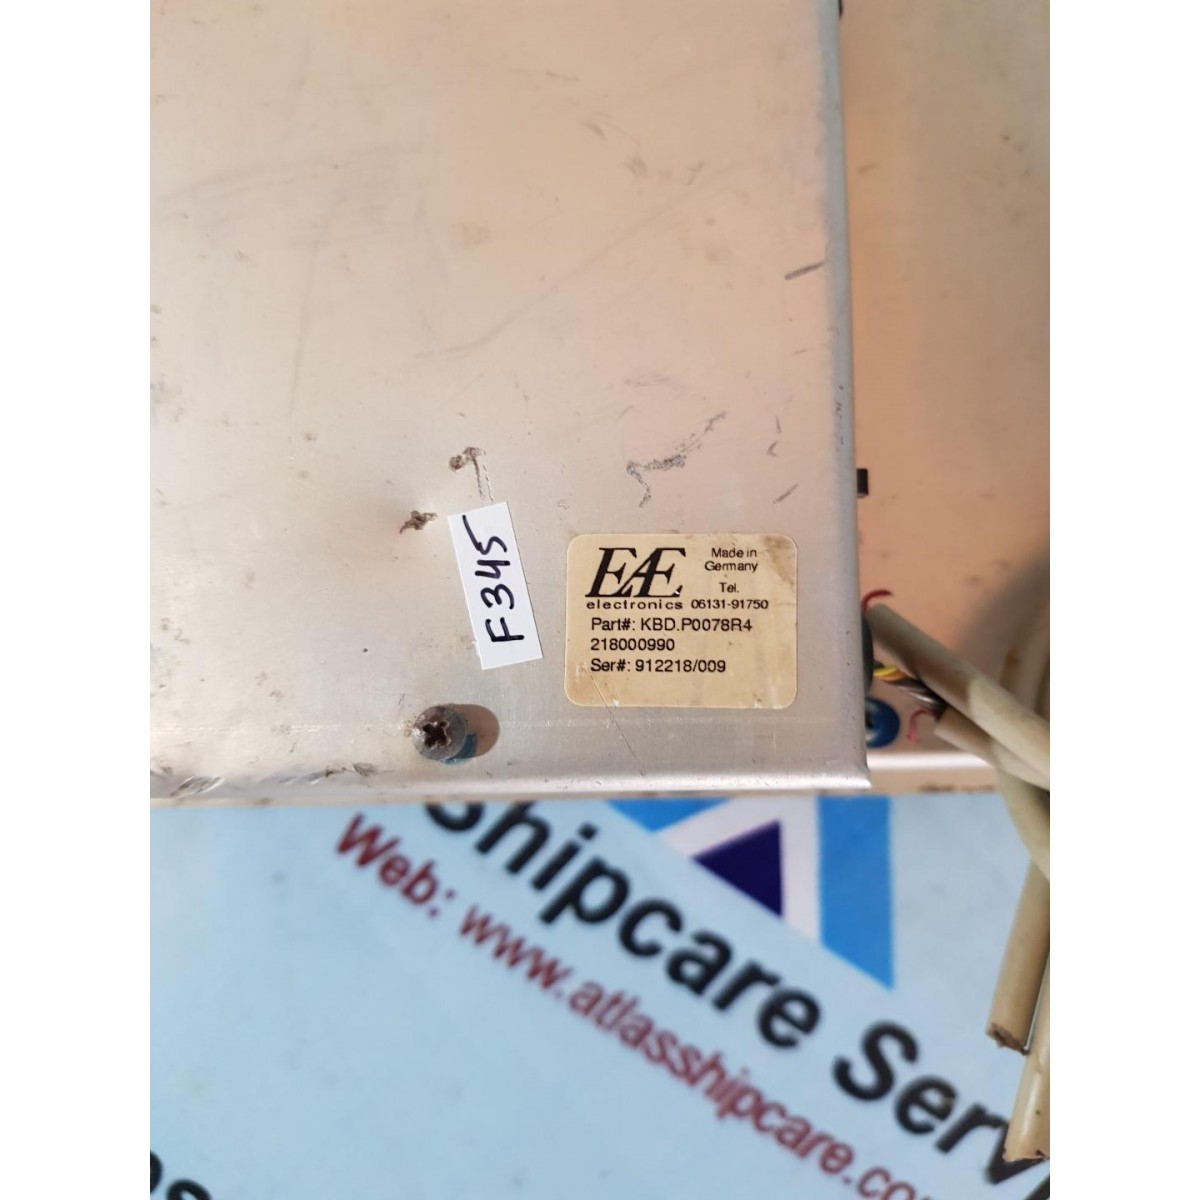 F345
EAE
electronics
Made in
Germany
Tel.
06131-91750
Part#: KBD.P0078R4
218000990
Ser#: 912218/009
Shipcare Serv
Web: www.atlasshipcare.co